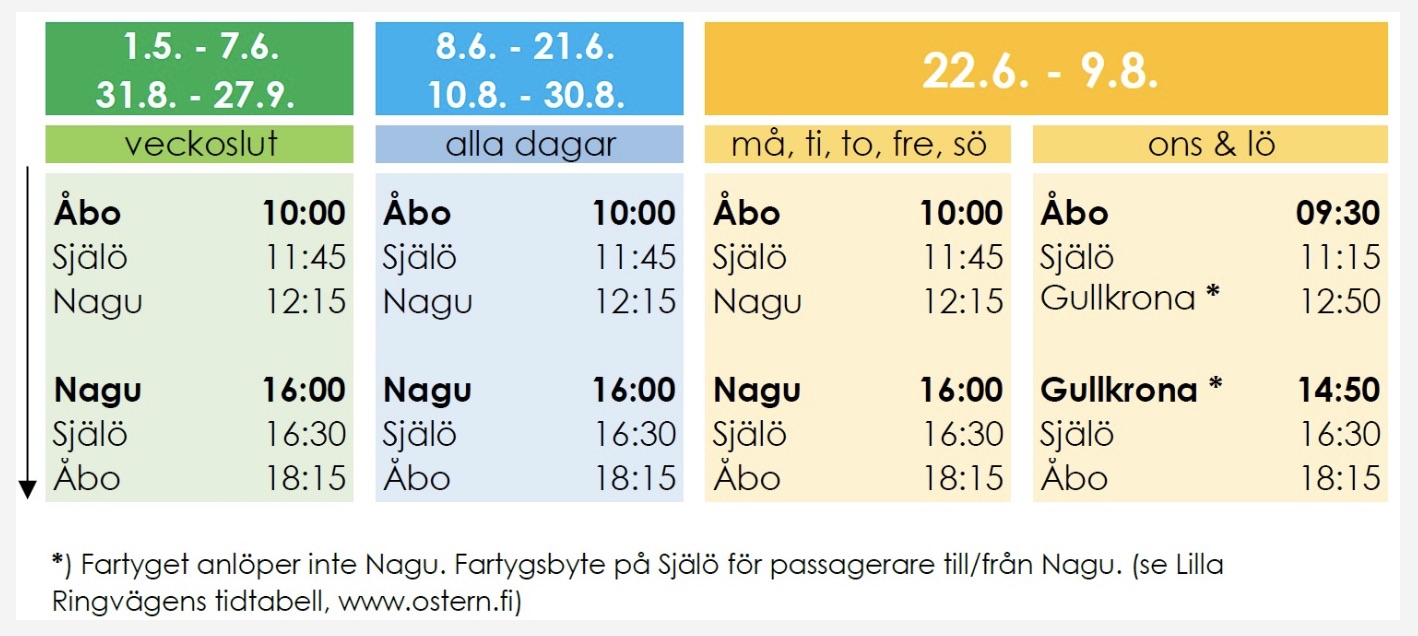 1.5. - 7.6.
31.8. - 27.9.
veckoslut
Åbo 10:00
Själö 11:45
Nagu 12:15
Nagu 16:00
Själö 16:30
Åbo 18:15
8.6. - 21.6.
10.8. - 30.8.
alla dagar
Åbo 10:00
Själö 11:45
Nagu 12:15
Nagu 16:00
Själö 16:30
Åbo 18:15
22.6. - 9.8.
må, ti, to, fre, sö
Åbo 10:00
Själö 11:45
Nagu 12:15
Nagu 16:00
Själö 16:30
Åbo 18:15
ons & lö
Åbo 09:30
Själö 11:15
Gullkrona * 12:50
Gullkrona * 14:50
Själö 16:30
Åbo 18:15
*) Fartyget anlöper inte Nagu. Fartygsbyte på Själö för passagerare till/från Nagu. (se Lilla
Ringvägens tidtabell, www.ostern.fi)